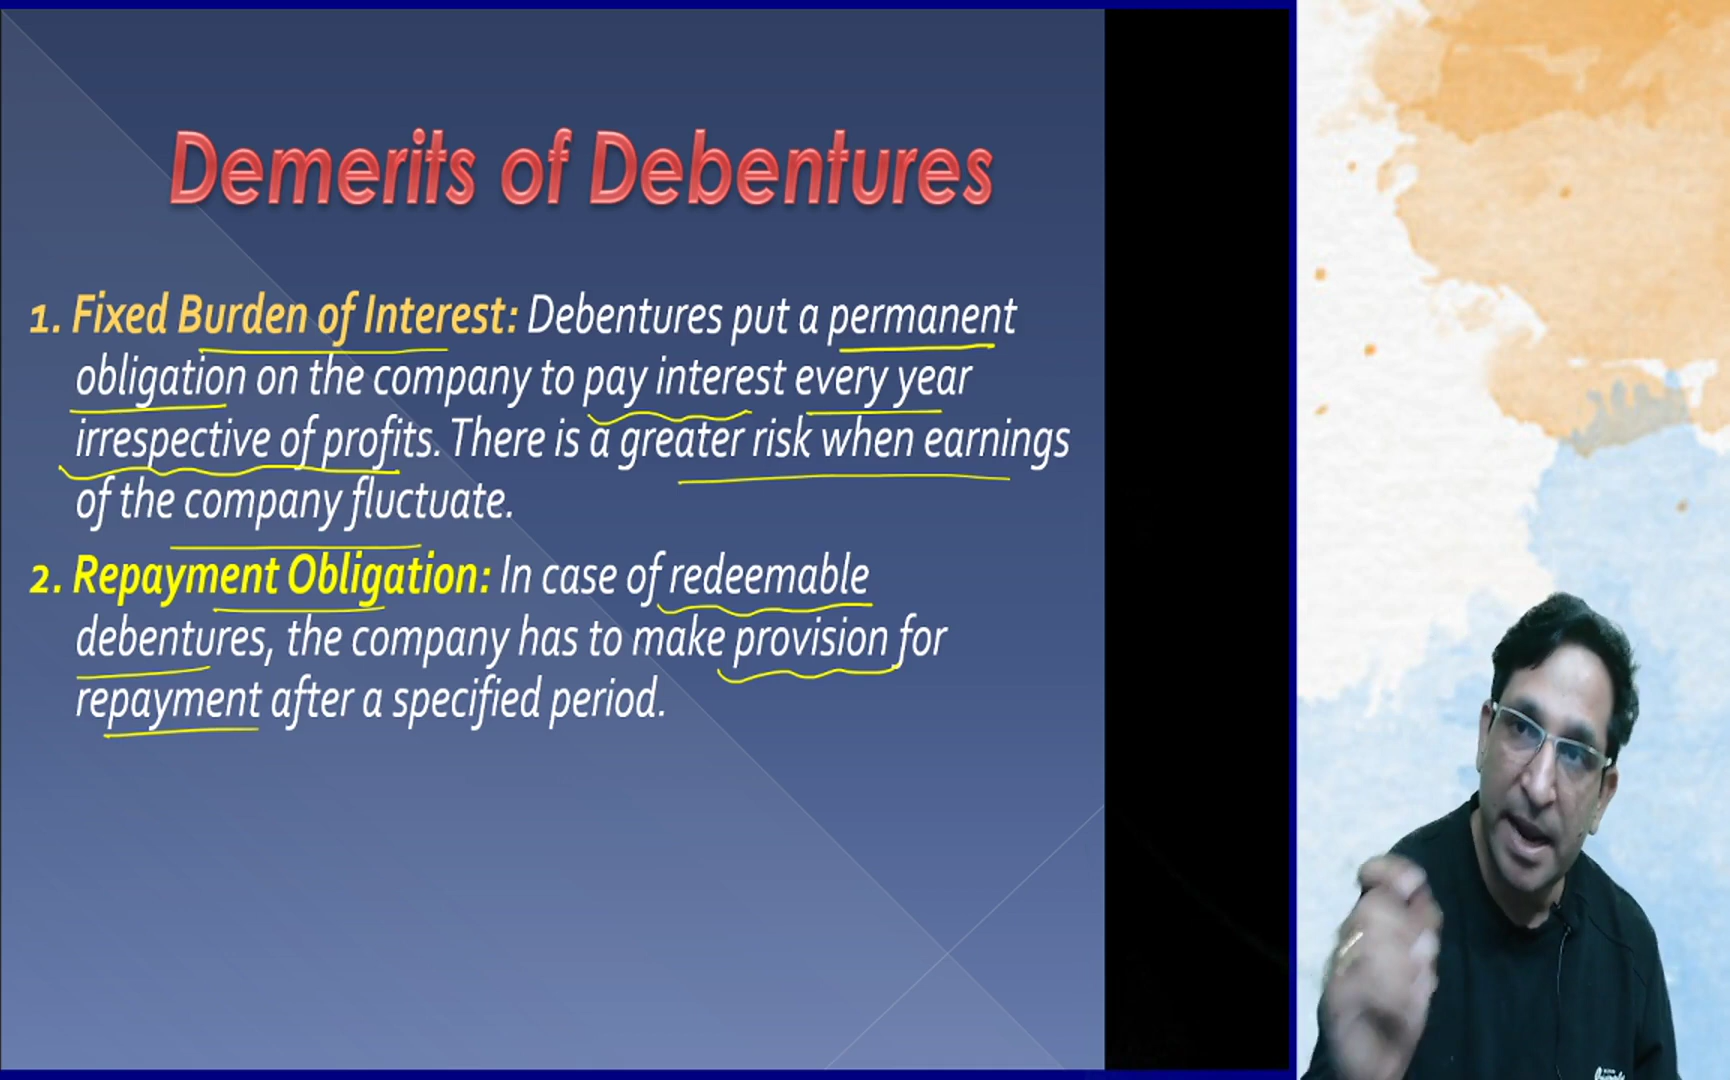 Demerits of Debentures
1. Fixed Burden of Interest: Debentures put a permanent
obligation on the company to pay interest every year
irrespective of profits. There is a greater risk when earnings
of the company fluctuate.
2. Repayment Obligation: In case of redeemable
debentures, the company has to make provision for
repayment after a specified period.